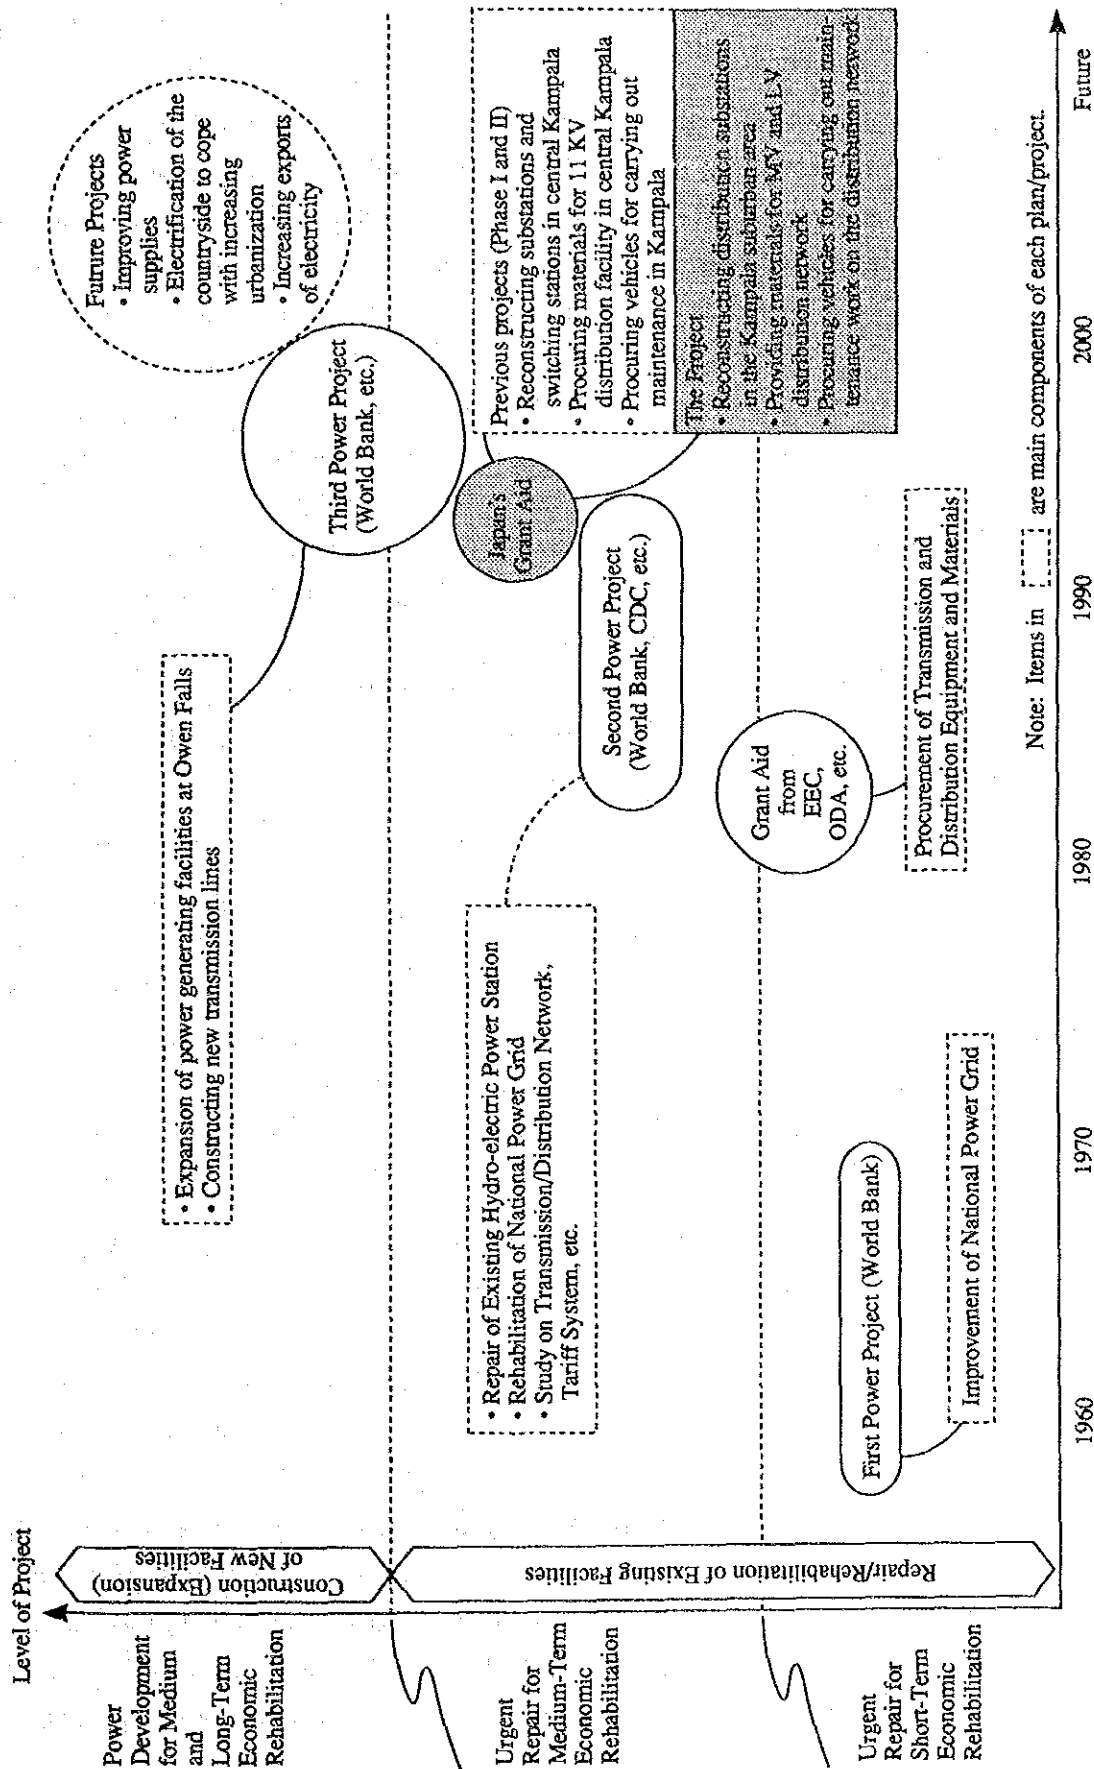 Level of Project
Power
Development
for Medium
and
Long-Term
Economic
Rehabilitation
Urgent
Repair for
Medium-Term
Economic
Rehabilitation
Urgent
Repair for
Short-Term
Economic
Rehabilitation
Construction (Expansion)
of New Facilities
Repair/Rehabilitation of Existing Facilities
• Expansion of power generating facilities at Owen Falls
• Constructing new transmission lines
Third Power Project
(World Bank, etc.)
Future Projects
• Improving power
supplies
• Electrification of the
countryside to cope
with increasing
urbanization
• Increasing exports
of electricity
• Repair of Existing Hydro-electric Power Station
• Rehabilitation of National Power Grid
• Study on Transmission/Distribution Network,
Tariff System, etc.
Second Power Project
(World Bank, CDC, etc.)
Japan's
Grant Aid
Previous projects (Phase I and II)
• Reconstructing substations and
switching stations in central Kampala
• Procuring materials for 11 KV
distribution facility in central Kampala
• Procuring vehicles for carrying out
maintenance in Kampala
The Project
• Reconstructing distribution substations
in the Kampala suburban area
• Providing materials for MV and LV
distribution network
• Procuring vehicles for carrying out main-
tenance work on the distribution network
First Power Project (World Bank)
Improvement of National Power Grid
Grant Aid
from
EEC,
ODA, etc.
Procurement of Transmission and
Distribution Equipment and Materials
Note: Items in are main components of each plan/project.
1960 1970 1980 1990 2000 Future